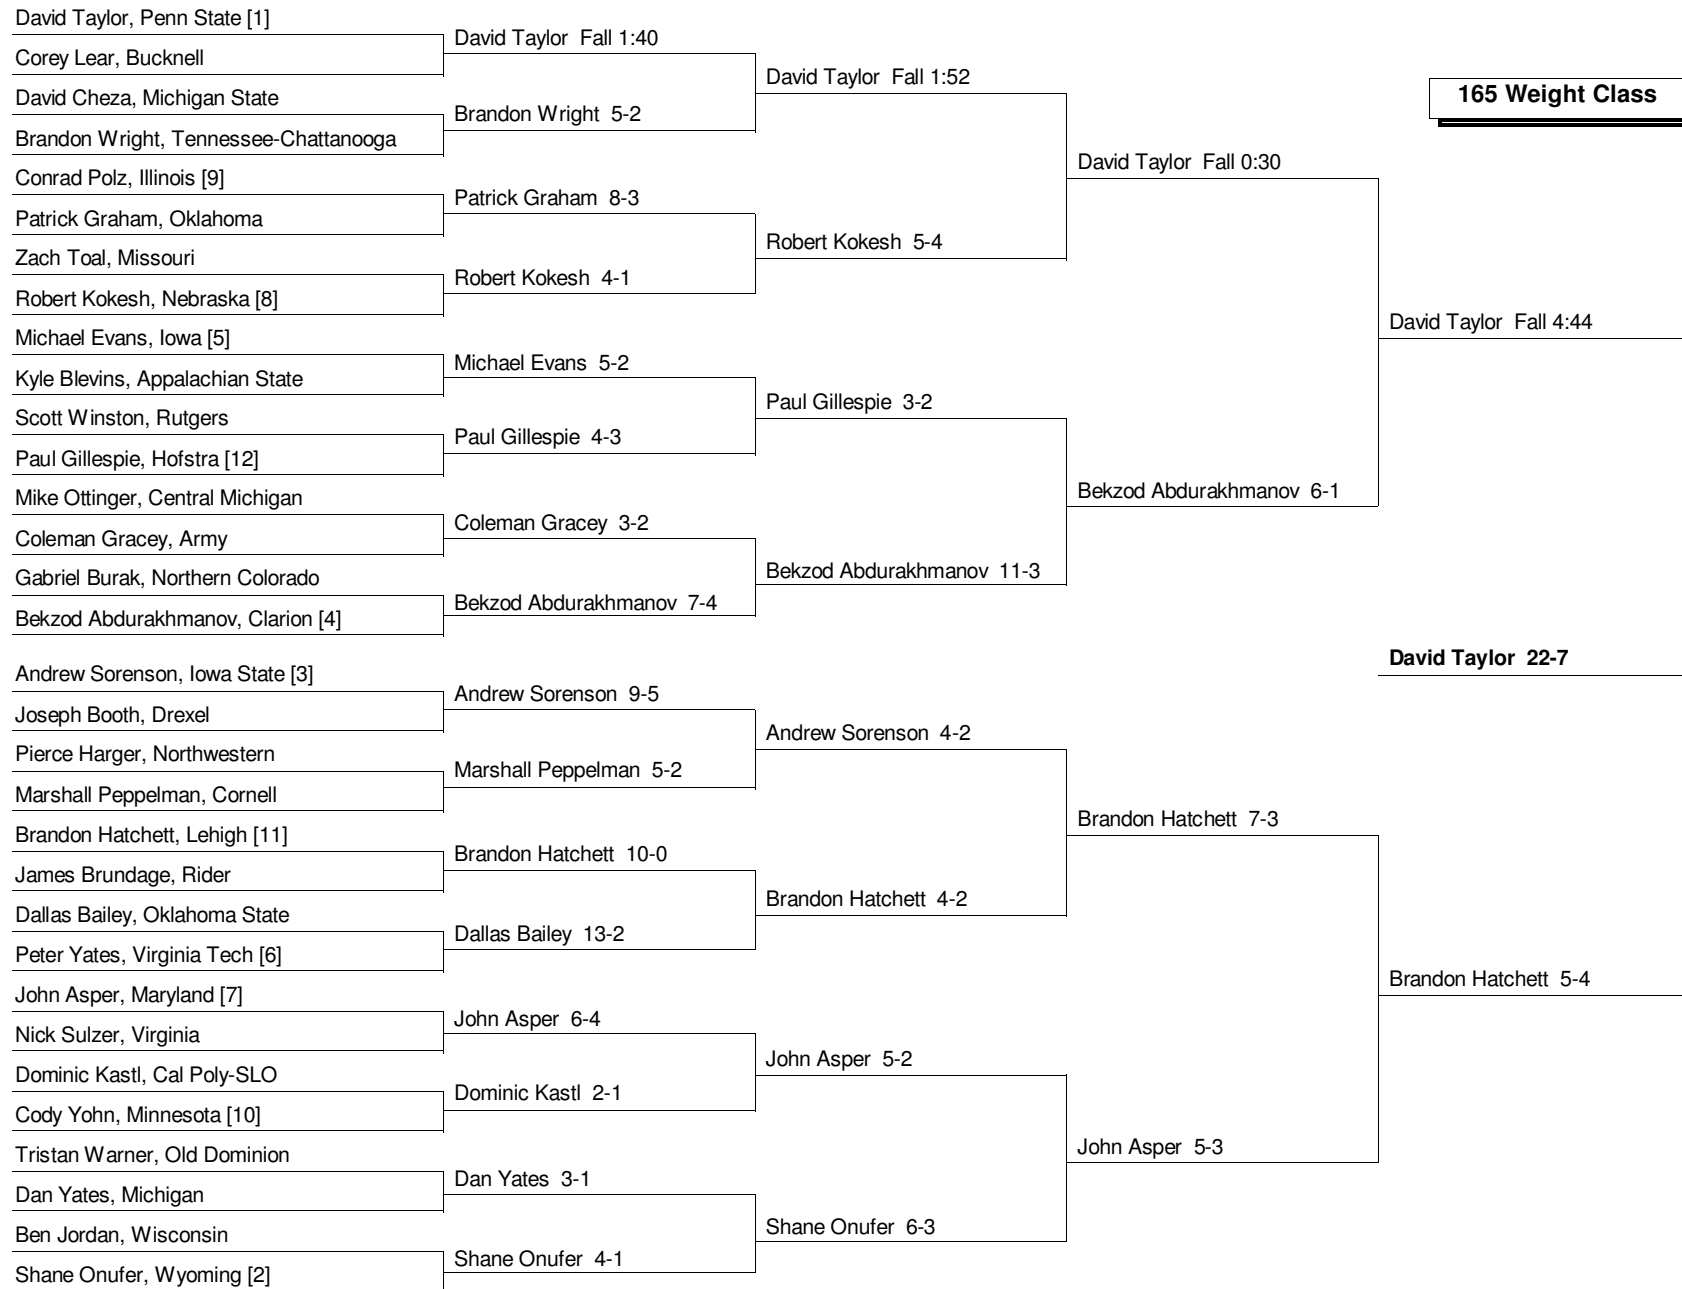 David Taylor, Penn State [1]
Corey Lear, Bucknell
David Cheza, Michigan State
Brandon Wright, Tennessee-Chattanooga
Conrad Polz, Illinois [9]
Patrick Graham, Oklahoma
Zach Toal, Missouri
Robert Kokesh, Nebraska [8]
Michael Evans, Iowa [5]
Kyle Blevins, Appalachian State
Scott Winston, Rutgers
Paul Gillespie, Hofstra [12]
Mike Ottinger, Central Michigan
Coleman Gracey, Army
Gabriel Burak, Northern Colorado
Bekzod Abdurakhmanov, Clarion [4]
Andrew Sorenson, Iowa State [3]
Joseph Booth, Drexel
Pierce Harger, Northwestern
Marshall Peppelman, Cornell
Brandon Hatchett, Lehigh [11]
James Brundage, Rider
Dallas Bailey, Oklahoma State
Peter Yates, Virginia Tech [6]
John Asper, Maryland [7]
Nick Sulzer, Virginia
Dominic Kastl, Cal Poly-SLO
Cody Yohn, Minnesota [10]
Tristan Warner, Old Dominion
Dan Yates, Michigan
Ben Jordan, Wisconsin
Shane Onufer, Wyoming [2]
David Taylor Fall 1:40
Brandon Wright 5-2
Patrick Graham 8-3
Robert Kokesh 4-1
Michael Evans 5-2
Paul Gillespie 4-3
Coleman Gracey 3-2
Bekzod Abdurakhmanov 7-4
Andrew Sorenson 9-5
Marshall Peppelman 5-2
Brandon Hatchett 10-0
Dallas Bailey 13-2
John Asper 6-4
Dominic Kastl 2-1
Dan Yates 3-1
Shane Onufer 4-1
David Taylor Fall 1:52
Robert Kokesh 5-4
Paul Gillespie 3-2
Bekzod Abdurakhmanov 11-3
Andrew Sorenson 4-2
Brandon Hatchett 4-2
John Asper 5-2
Shane Onufer 6-3
David Taylor Fall 0:30
Bekzod Abdurakhmanov 6-1
Brandon Hatchett 7-3
John Asper 5-3
165 Weight Class
David Taylor Fall 4:44
David Taylor 22-7
Brandon Hatchett 5-4